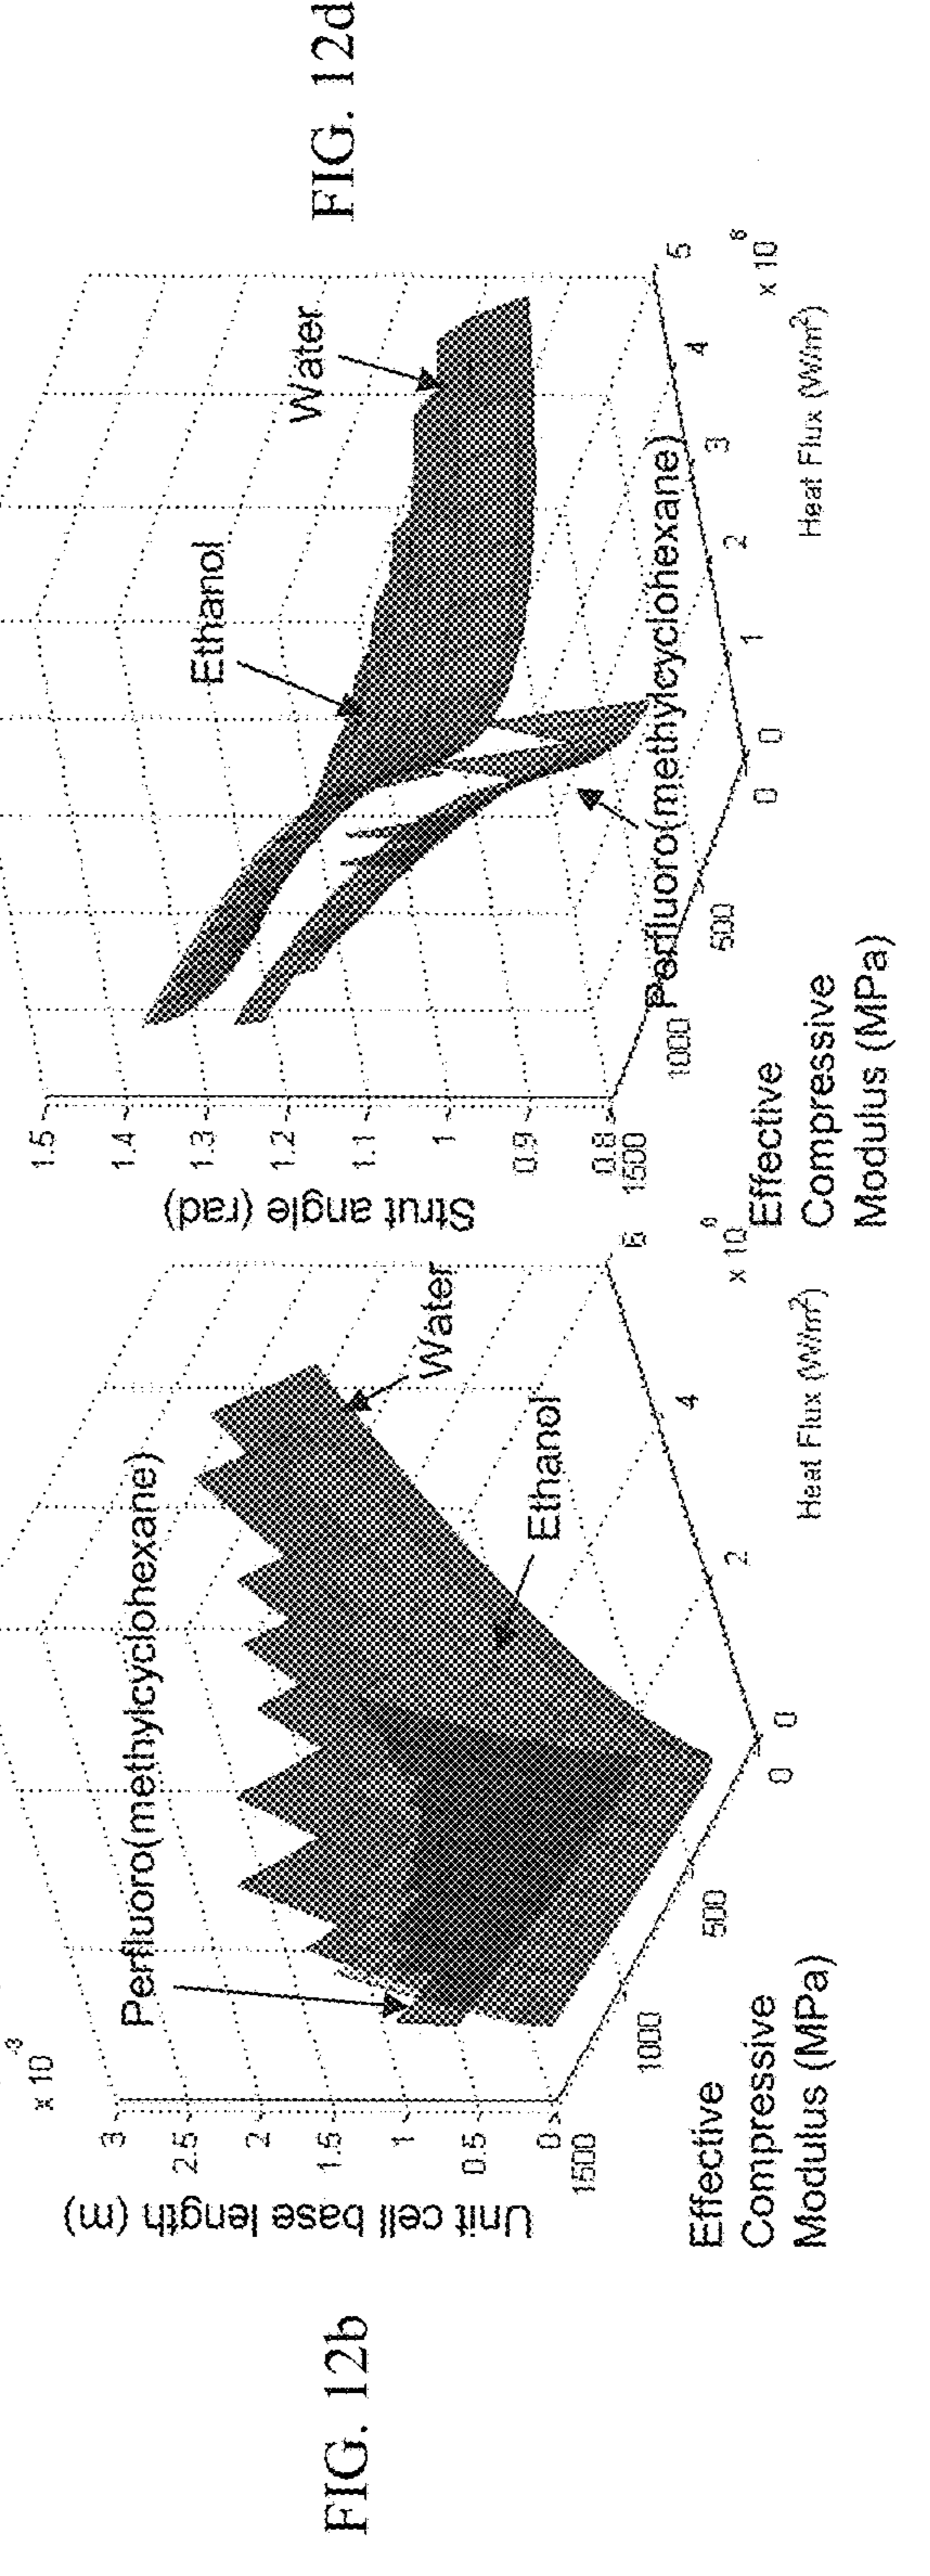 FIG. 12b
x 10
-3
Unit cell base length (m)
3
2.5
2
1.5
1
0.5
0
1500
1000
500
0
Effective
Compressive
Modulus (MPa)
Perfluoro(methylcyclohexane)
Ethanol
Water
0
2
4
6
Heat Flux (W/m²)
x 10
FIG. 12d
Strut angle (rad)
1.5
1.4
1.3
1.2
1.1
1
0.9
0.8
1500
1000
500
0
Effective
Compressive
Modulus (MPa)
Ethanol
Water
Perfluoro(methylcyclohexane)
0
1
2
3
4
5
Heat Flux (W/m²)
x 10